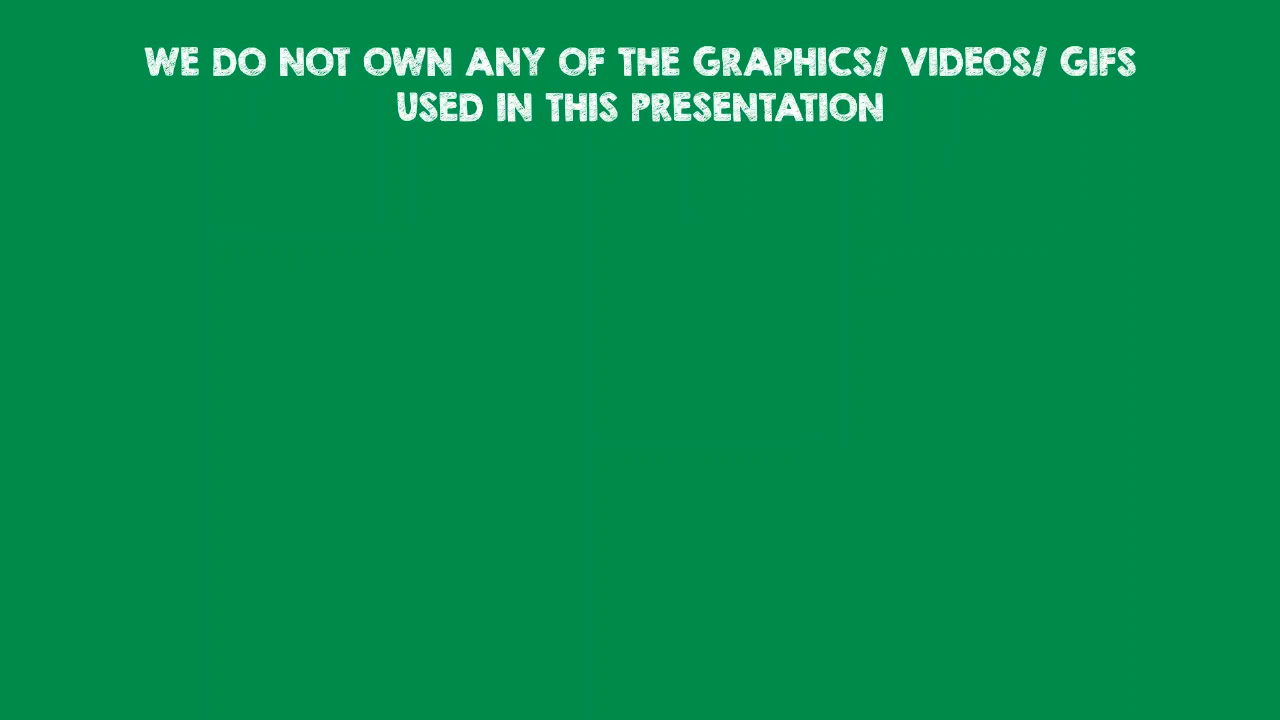 WE DO NOT OWN ANY OF THE GRAPHICS/ VIDEOS/ GIFS
USED IN THIS PRESENTATION